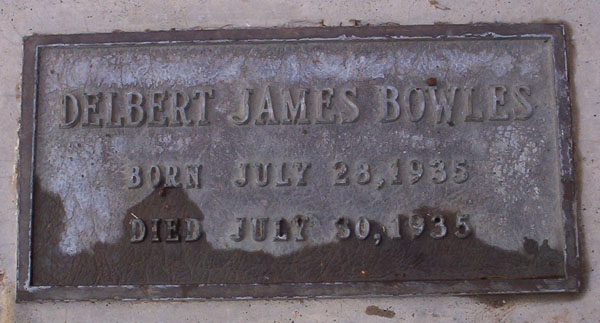 DELBERT JAMES BOWLES
BORN JULY 28,1935
DIED JULY 30,1935